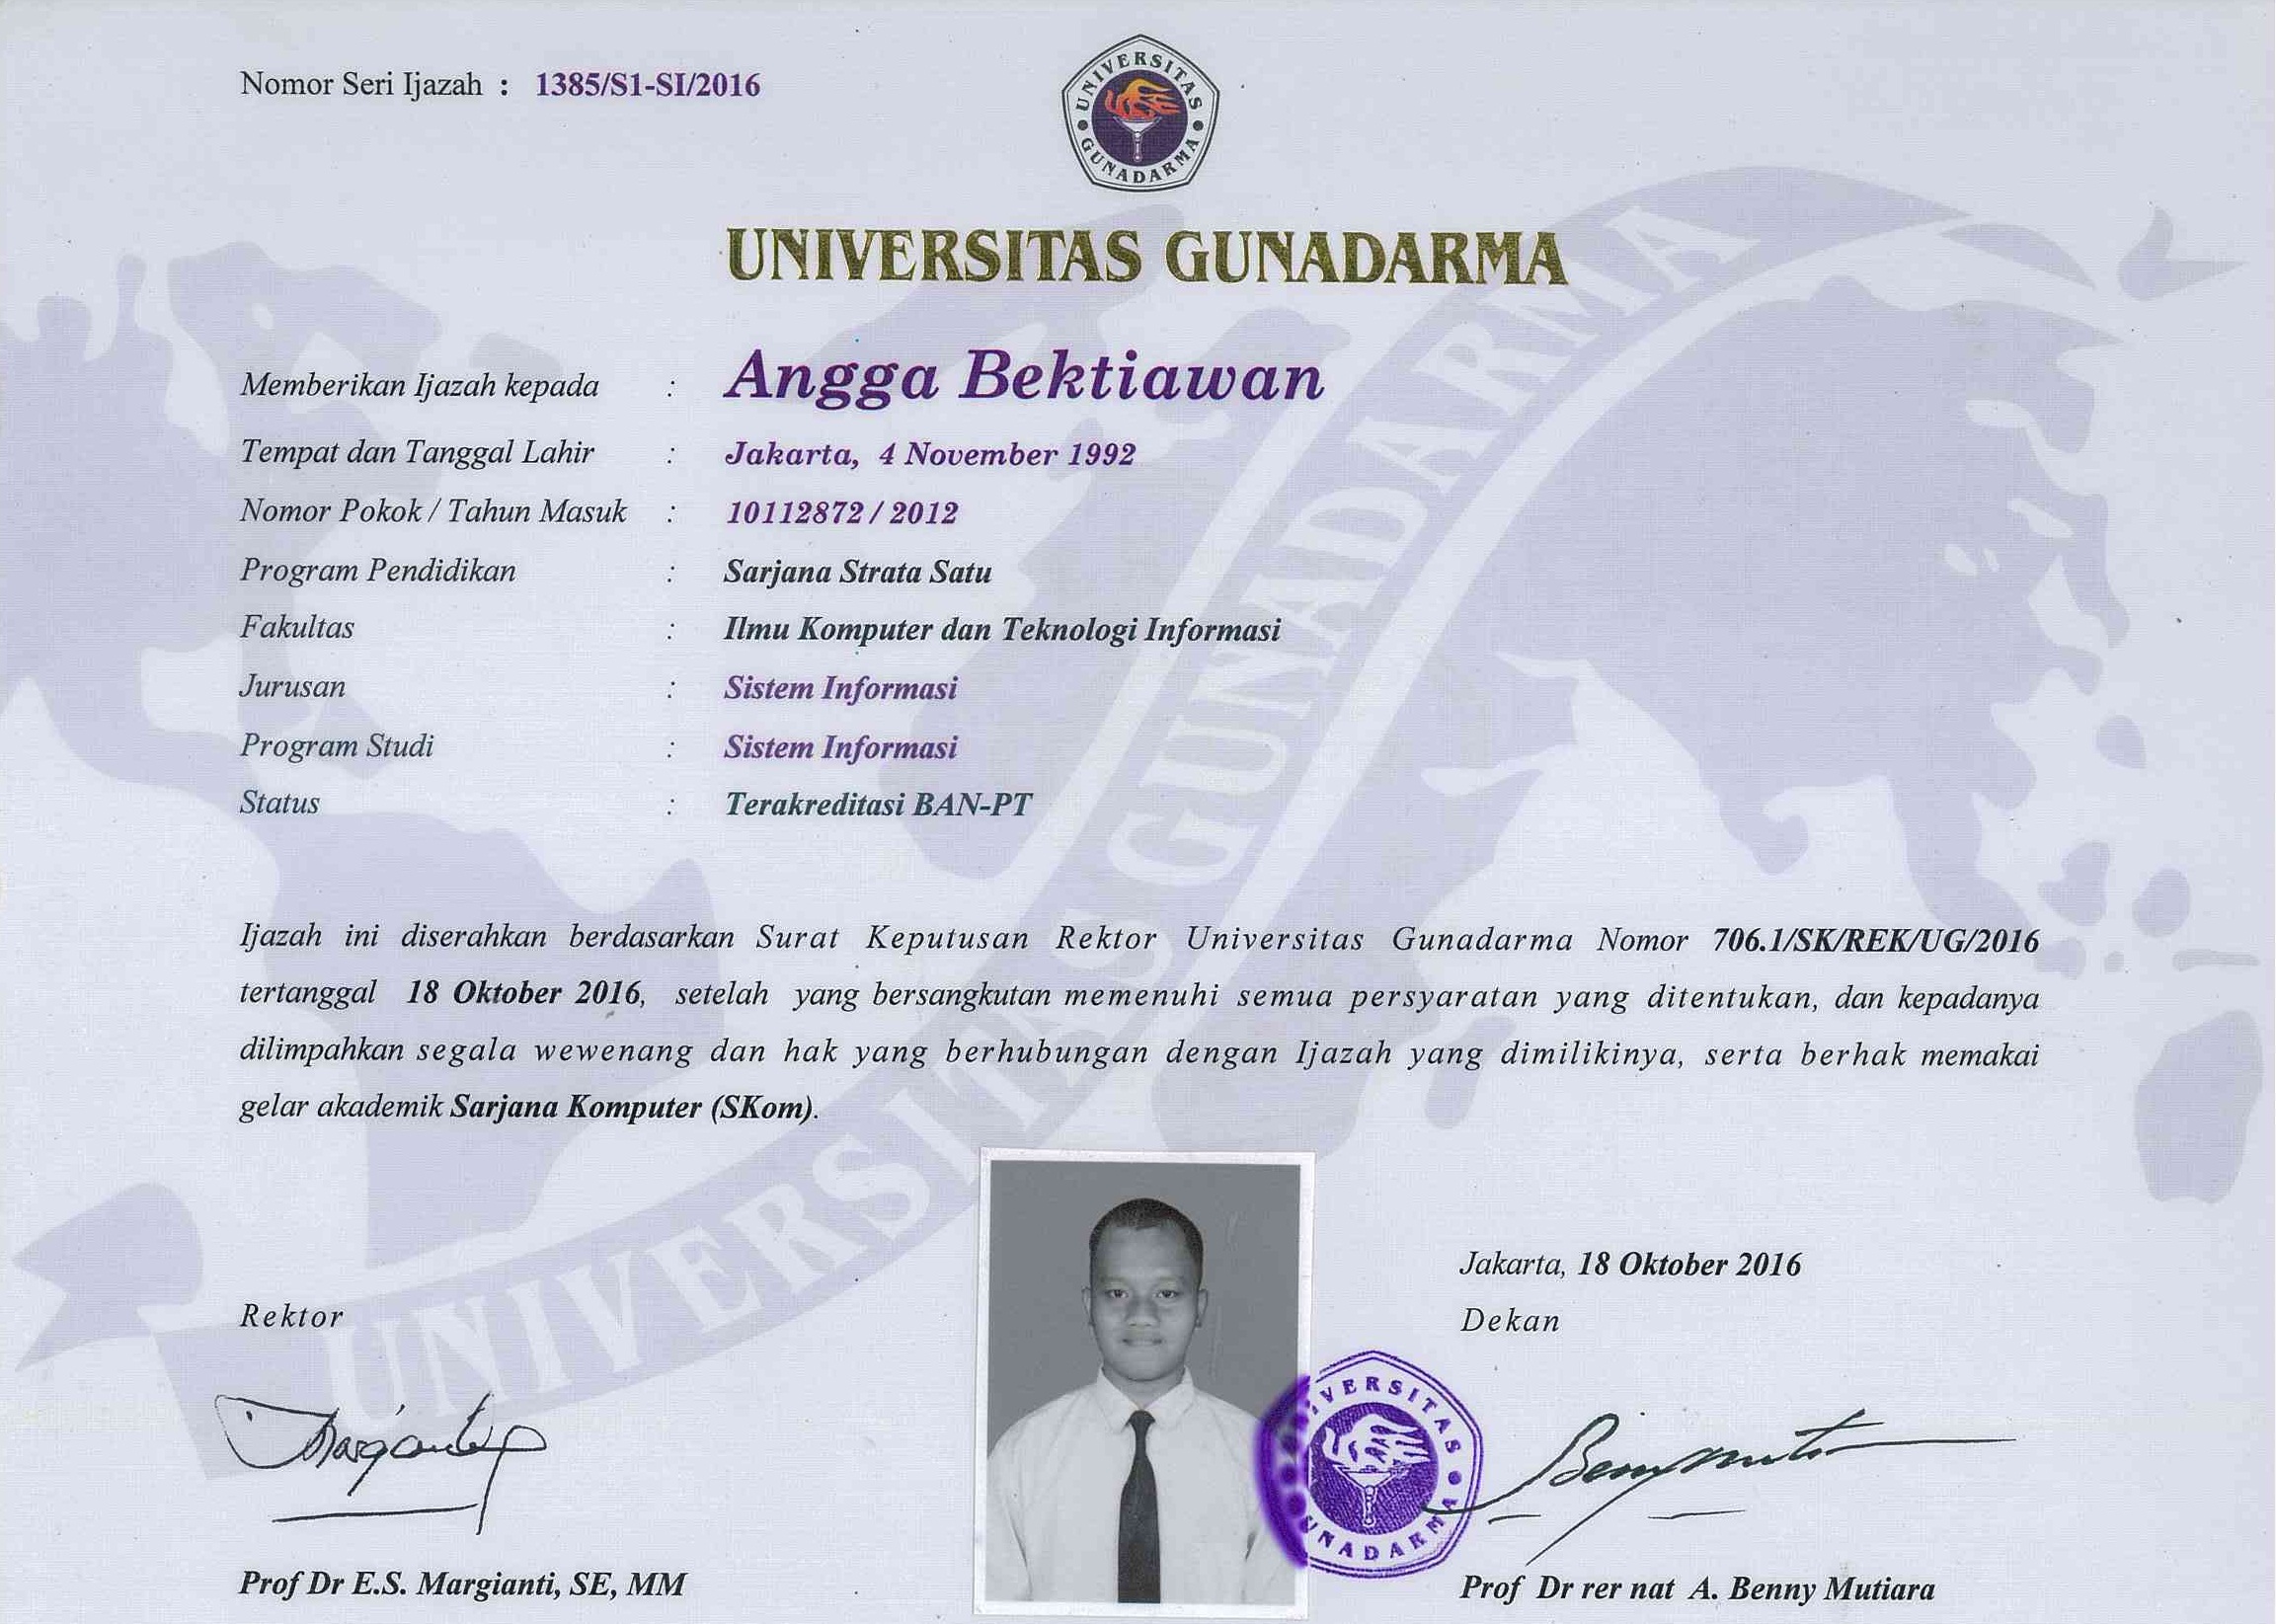 Nomor Seri Ijazah : 1385/S1-SI/2016
UNIVERSITAS GUNADARMA
UNIVERSITAS GUNADARMA
Memberikan Ijazah kepada : Angga Bektiawan
Tempat dan Tanggal Lahir : Jakarta, 4 November 1992
Nomor Pokok / Tahun Masuk : 10112872 / 2012
Program Pendidikan : Sarjana Strata Satu
Fakultas : Ilmu Komputer dan Teknologi Informasi
Jurusan : Sistem Informasi
Program Studi : Sistem Informasi
Status : Terakreditasi BAN-PT
UNIVERSITAS GUNADARMA
Ijazah ini diserahkan berdasarkan Surat Keputusan Rektor Universitas Gunadarma Nomor 706.1/SK/REK/UG/2016
tertanggal 18 Oktober 2016, setelah yang bersangkutan memenuhi semua persyaratan yang ditentukan, dan kepadanya
dilimpahkan segala wewenang dan hak yang berhubungan dengan Ijazah yang dimilikinya, serta berhak memakai
gelar akademik Sarjana Komputer (SKom).
Jakarta, 18 Oktober 2016
Rektor
Dekan
UNIVERSITAS GUNADARMA
Prof Dr E.S. Margianti, SE, MM
Prof Dr rer nat A. Benny Mutiara